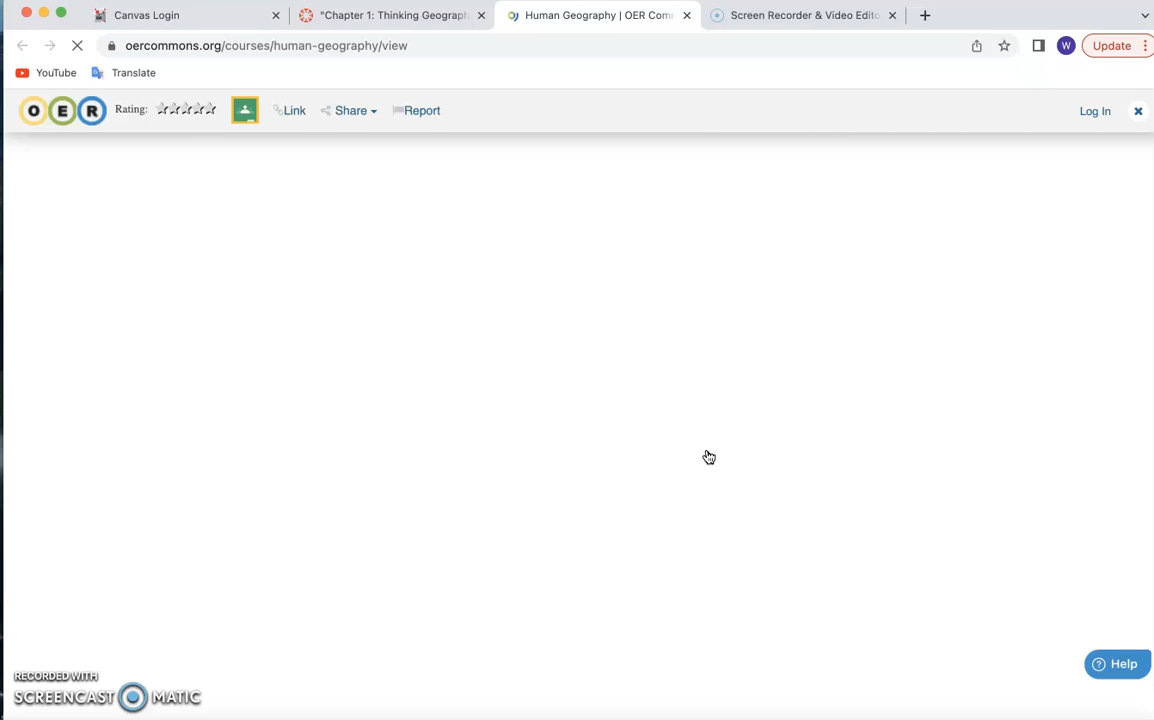 Canvas Login
"Chapter 1: Thinking Geograph
Human Geography | OER Com
Screen Recorder & Video Edito
oercommons.org/courses/human-geography/view
W
Update
YouTube
Translate
O E R
Rating:
Link
Share
Report
Log In
? Help
RECORDED WITH
SCREENCAST MATIC